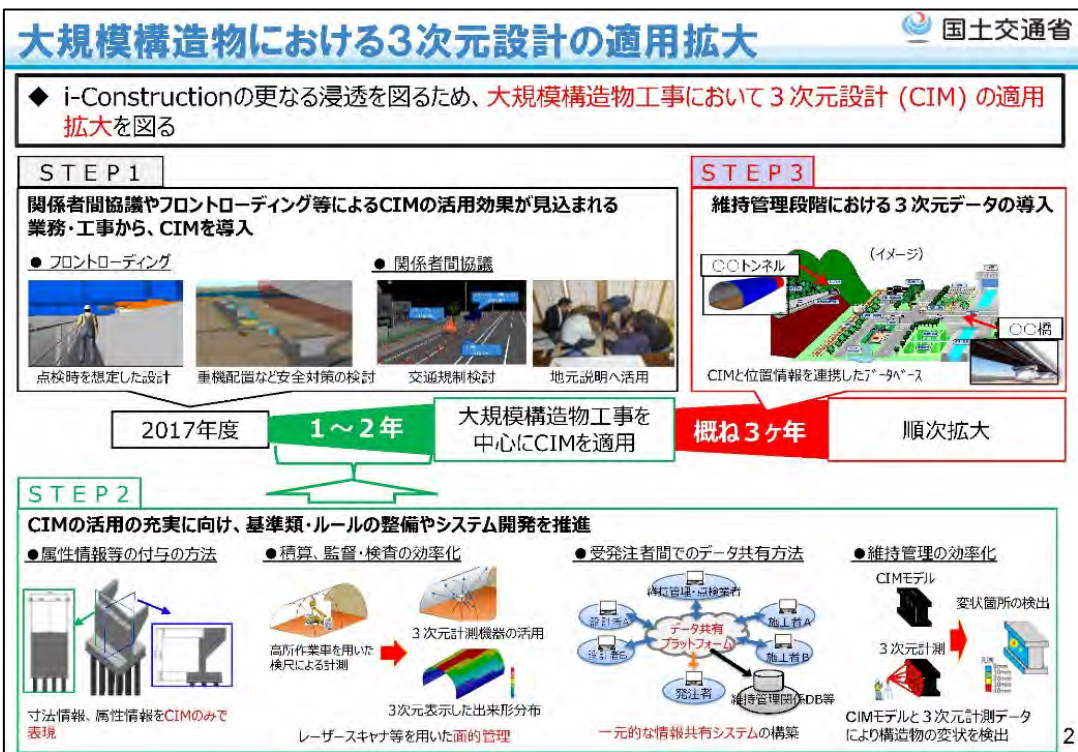 大規模構造物における3次元設計の適用拡大
国土交通省
◆ i-Constructionの更なる浸透を図るため、大規模構造物工事において3次元設計 (CIM) の適用
拡大を図る
STEP1
関係者間協議やフロントローディング等によるCIMの活用効果が見込まれる
業務・工事から、CIMを導入
● フロントローディング
● 関係者間協議
点検時を想定した設計
重機配置など安全対策の検討
交通規制検討
地元説明へ活用
STEP3
維持管理段階における3次元データの導入
(イメージ)
○○トンネル
○○橋
CIMと位置情報を連携したデータベース
2017年度
1～2年
大規模構造物工事を
中心にCIMを適用
概ね3ヶ年
順次拡大
STEP2
CIMの活用の充実に向け、基準類・ルールの整備やシステム開発を推進
●属性情報等の付与の方法
寸法情報、属性情報をCIMのみで
表現
●積算、監督・検査の効率化
高所作業車を用いた
検尺による計測
3次元計測機器の活用
3次元表示した出来形分布
レーザースキャナ等を用いた面的管理
●受発注者間でのデータ共有方法
維持管理・点検業者
設計者A
施工者A
データ共有
プラットフォーム
設計者B
施工者B
発注者
維持管理関係DB等
一元的な情報共有システムの構築
●維持管理の効率化
CIMモデル
変状箇所の検出
3次元計測
CIMモデルと3次元計測データ
により構造物の変状を検出
2